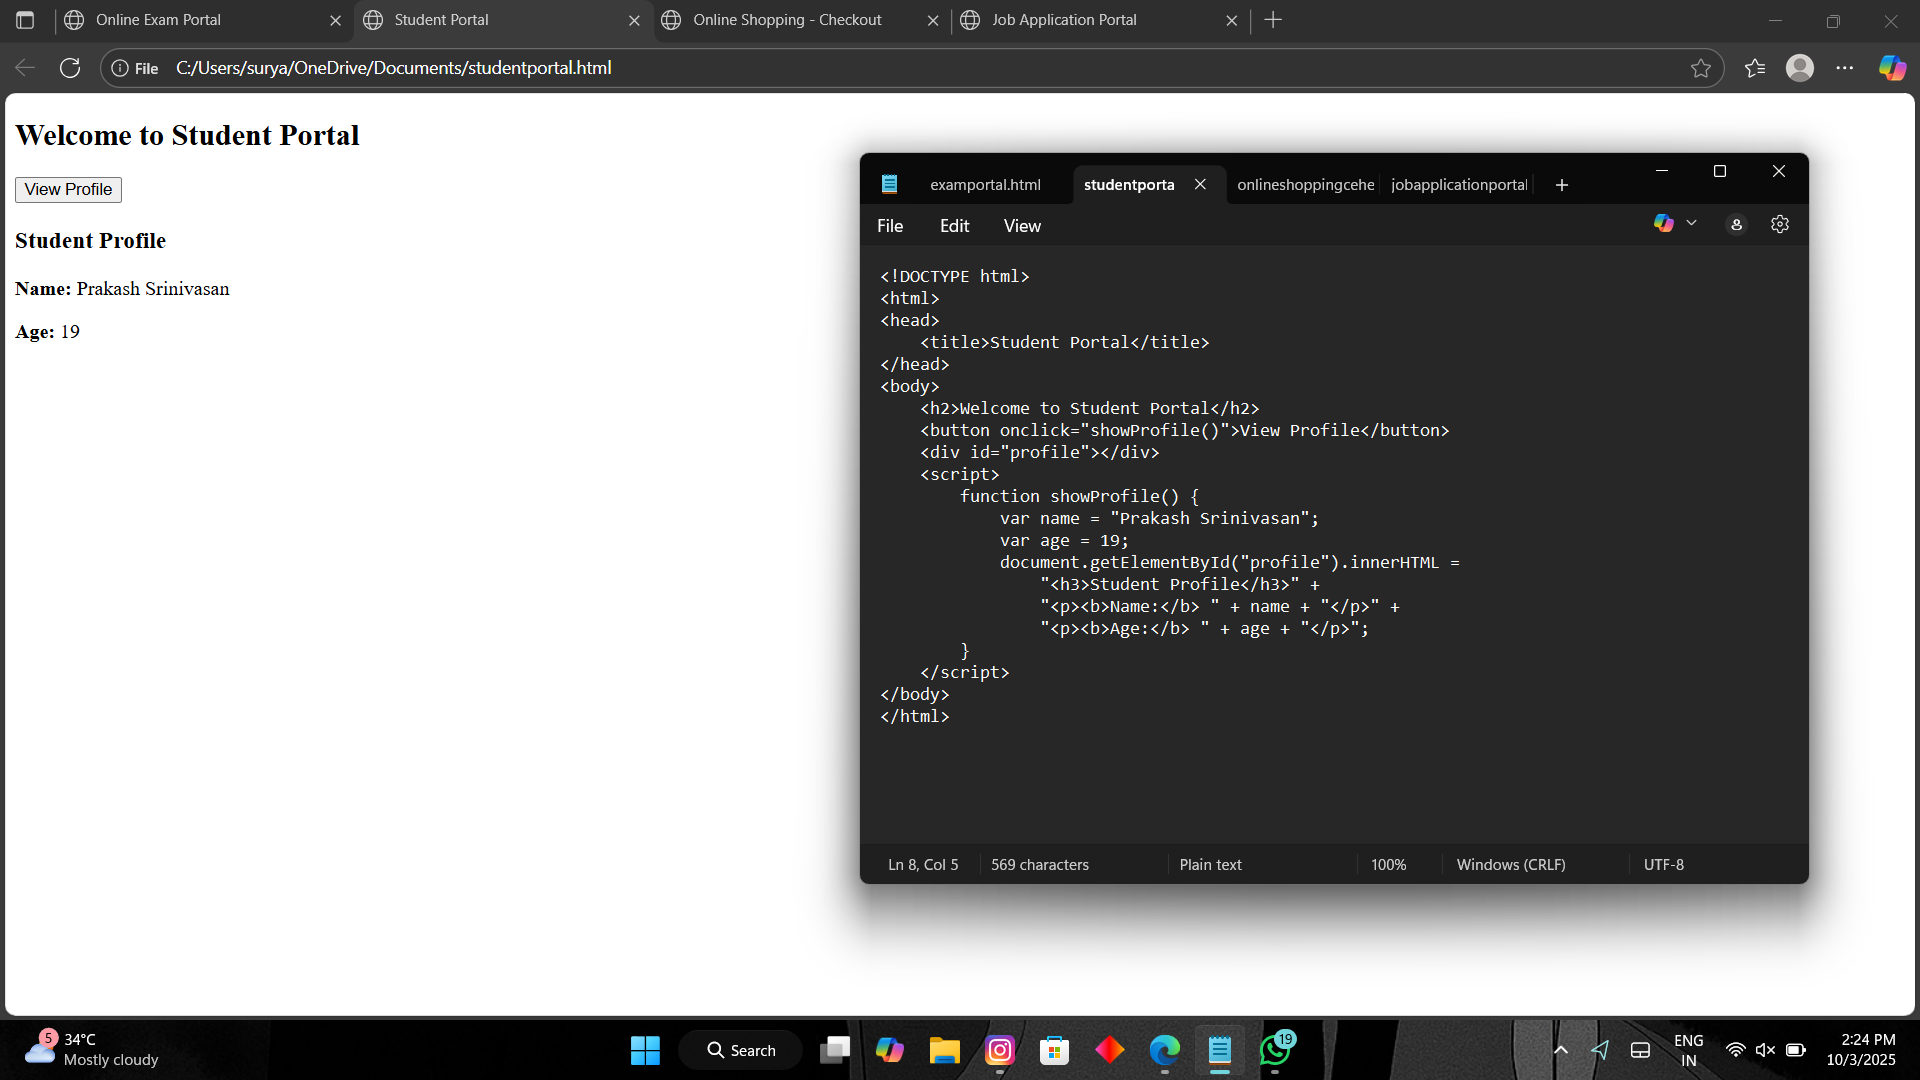 Online Exam Portal
Student Portal
Online Shopping - Checkout
Job Application Portal
File
C:/Users/surya/OneDrive/Documents/studentportal.html
Welcome to Student Portal
View Profile
Student Profile
Name: Prakash Srinivasan
Age: 19
examportal.html
studentporta
onlineshoppingcehe
jobapplicationportal
File
Edit
View
<!DOCTYPE html>
<html>
<head>
    <title>Student Portal</title>
</head>
<body>
    <h2>Welcome to Student Portal</h2>
    <button onclick="showProfile()">View Profile</button>
    <div id="profile"></div>
    <script>
        function showProfile() {
            var name = "Prakash Srinivasan";
            var age = 19;
            document.getElementById("profile").innerHTML =
                "<h3>Student Profile</h3>" +
                "<p><b>Name:</b> " + name + "</p>" +
                "<p><b>Age:</b> " + age + "</p>";
        }
    </script>
</body>
</html>
Ln 8, Col 5
569 characters
Plain text
100%
Windows (CRLF)
UTF-8
5
34°C
Mostly cloudy
Search
19
ENG
IN
2:24 PM
10/3/2025